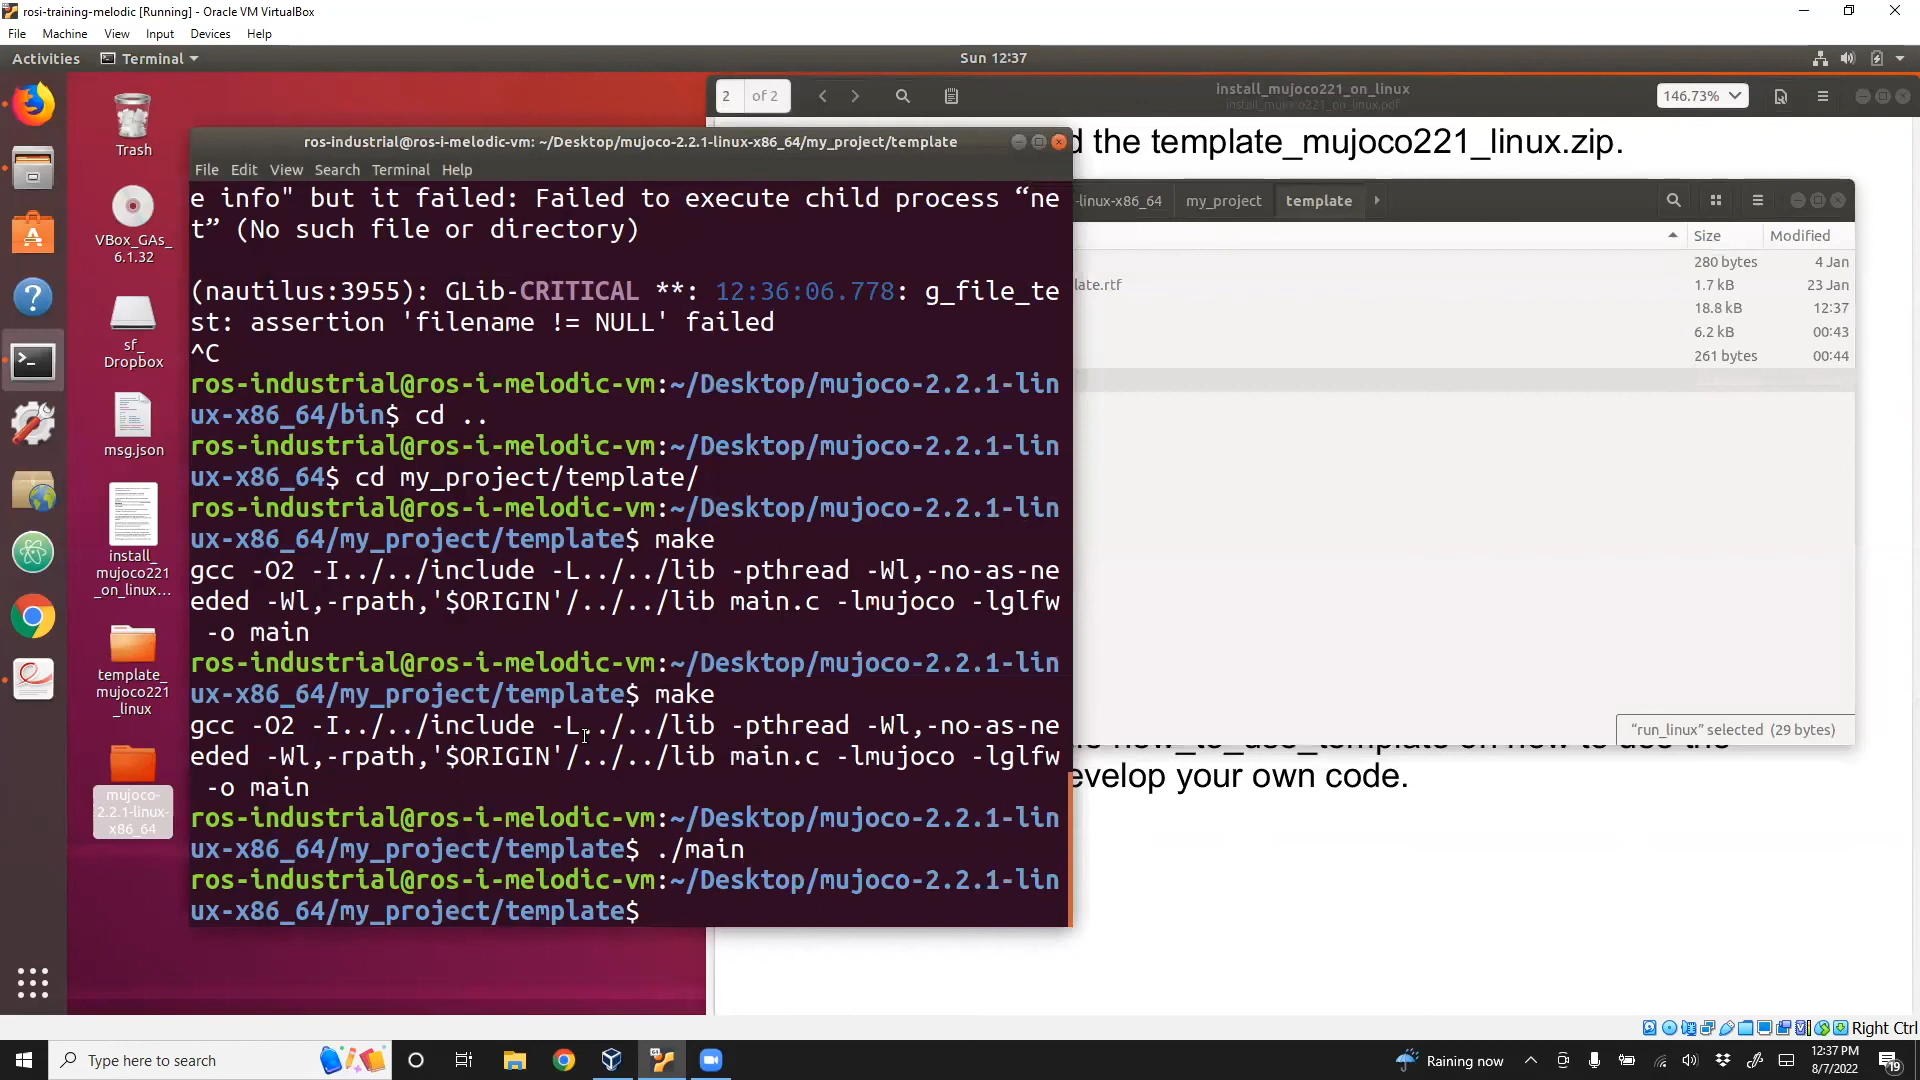 rosi-training-melodic [Running] - Oracle VM VirtualBox
File Machine View Input Devices Help
Activities Terminal Sun 12:37
Trash
VBox_GAs_
6.1.32
sf_
Dropbox
msg.json
install_
mujoco221
_on_linux...
template_
mujoco221
_linux
mujoco-
2.2.1-linux-
x86_64
2 of 2
install_mujoco221_on_linux
install_mujoco221_on_linux.pdf
146.73%
d the template_mujoco221_linux.zip.
ros-industrial@ros-i-melodic-vm: ~/Desktop/mujoco-2.2.1-linux-x86_64/my_project/template
File Edit View Search Terminal Help
e info" but it failed: Failed to execute child process “ne
t” (No such file or directory)
(nautilus:3955): GLib-CRITICAL **: 12:36:06.778: g_file_te
st: assertion 'filename != NULL' failed
^C
ros-industrial@ros-i-melodic-vm:~/Desktop/mujoco-2.2.1-lin
ux-x86_64/bin$ cd ..
ros-industrial@ros-i-melodic-vm:~/Desktop/mujoco-2.2.1-lin
ux-x86_64$ cd my_project/template/
ros-industrial@ros-i-melodic-vm:~/Desktop/mujoco-2.2.1-lin
ux-x86_64/my_project/template$ make
gcc -O2 -I../../include -L../../lib -pthread -Wl,-no-as-ne
eded -Wl,-rpath,'$ORIGIN'/../../lib main.c -lmujoco -lglfw
-o main
ros-industrial@ros-i-melodic-vm:~/Desktop/mujoco-2.2.1-lin
ux-x86_64/my_project/template$ make
gcc -O2 -I../../include -L../../lib -pthread -Wl,-no-as-ne
eded -Wl,-rpath,'$ORIGIN'/../../lib main.c -lmujoco -lglfw
-o main
ros-industrial@ros-i-melodic-vm:~/Desktop/mujoco-2.2.1-lin
ux-x86_64/my_project/template$ ./main
ros-industrial@ros-i-melodic-vm:~/Desktop/mujoco-2.2.1-lin
ux-x86_64/my_project/template$
-linux-x86_64 my_project template
Size Modified
280 bytes 4 Jan
late.rtf 1.7 kB 23 Jan
18.8 kB 12:37
6.2 kB 00:43
261 bytes 00:44
“run_linux” selected (29 bytes)
how_to_use_template on how to use the
evelop your own code.
Right Ctrl
Type here to search
Raining now
12:37 PM
8/7/2022
19